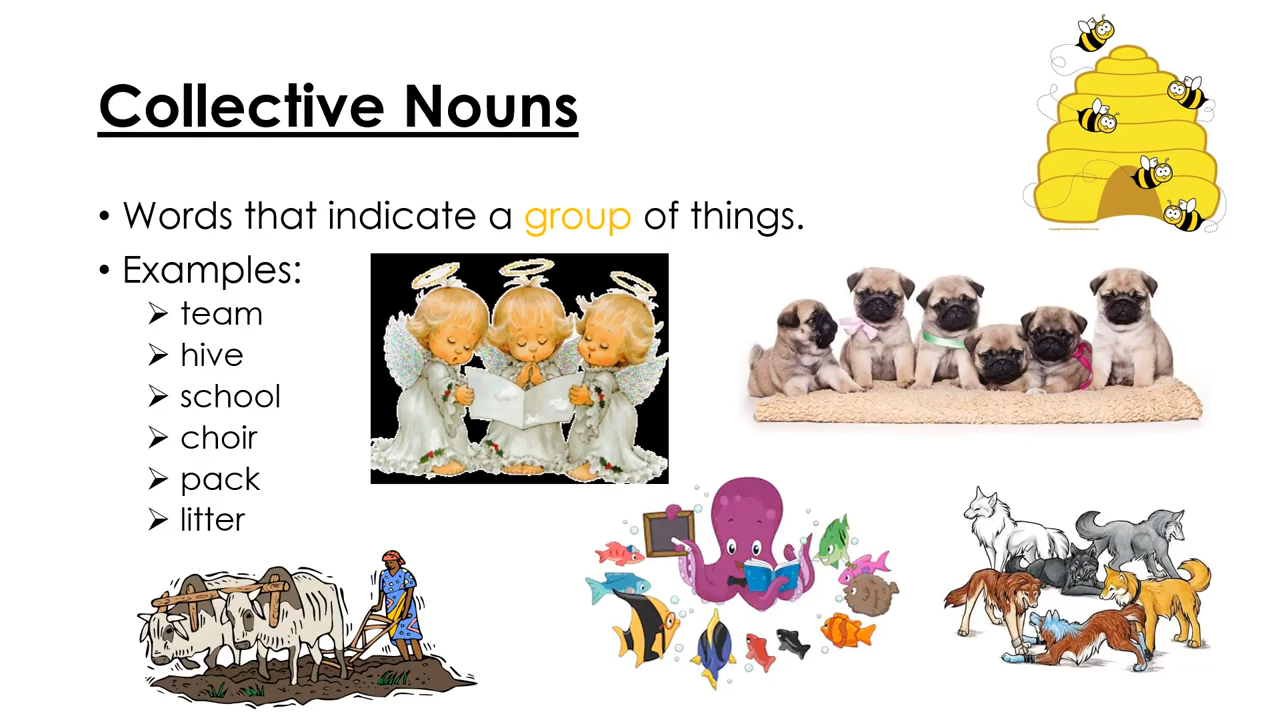 Collective Nouns
• Words that indicate a group of things.
• Examples:
➢ team
➢ hive
➢ school
➢ choir
➢ pack
➢ litter